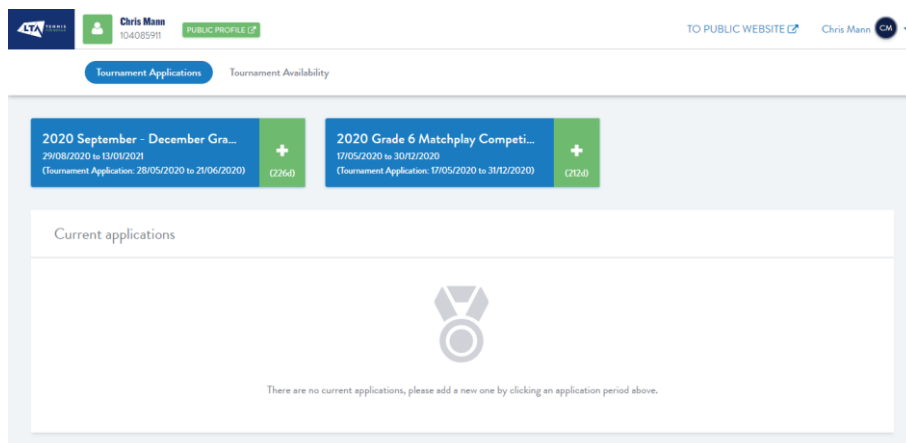 LTA TENNIS
Chris Mann
104085911
PUBLIC PROFILE
TO PUBLIC WEBSITE
Chris Mann
CM
Tournament Applications
Tournament Availability
2020 September - December Gra...
29/08/2020 to 13/01/2021
(Tournament Application: 28/05/2020 to 21/06/2020)
(226d)
2020 Grade 6 Matchplay Competi...
17/05/2020 to 30/12/2020
(Tournament Application: 17/05/2020 to 31/12/2020)
(212d)
Current applications
There are no current applications, please add a new one by clicking an application period above.